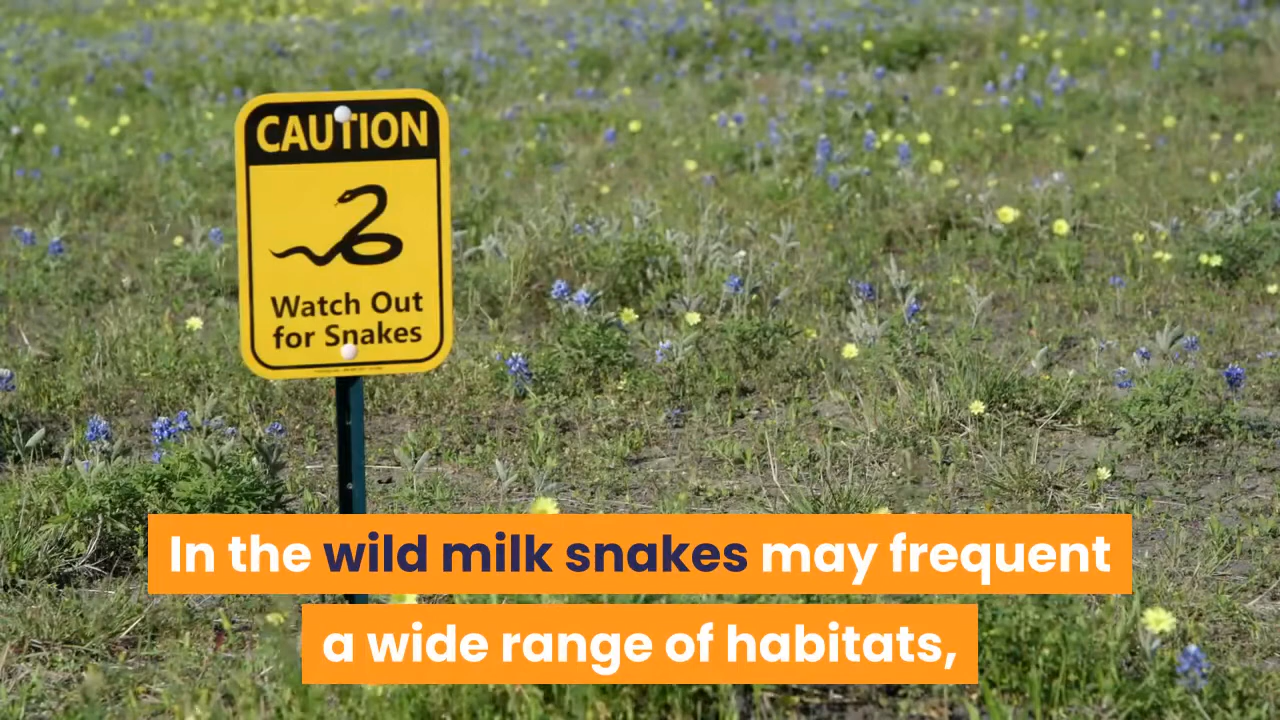 CAUTION
Watch Out
for Snakes
In the wild milk snakes may frequent
a wide range of habitats,